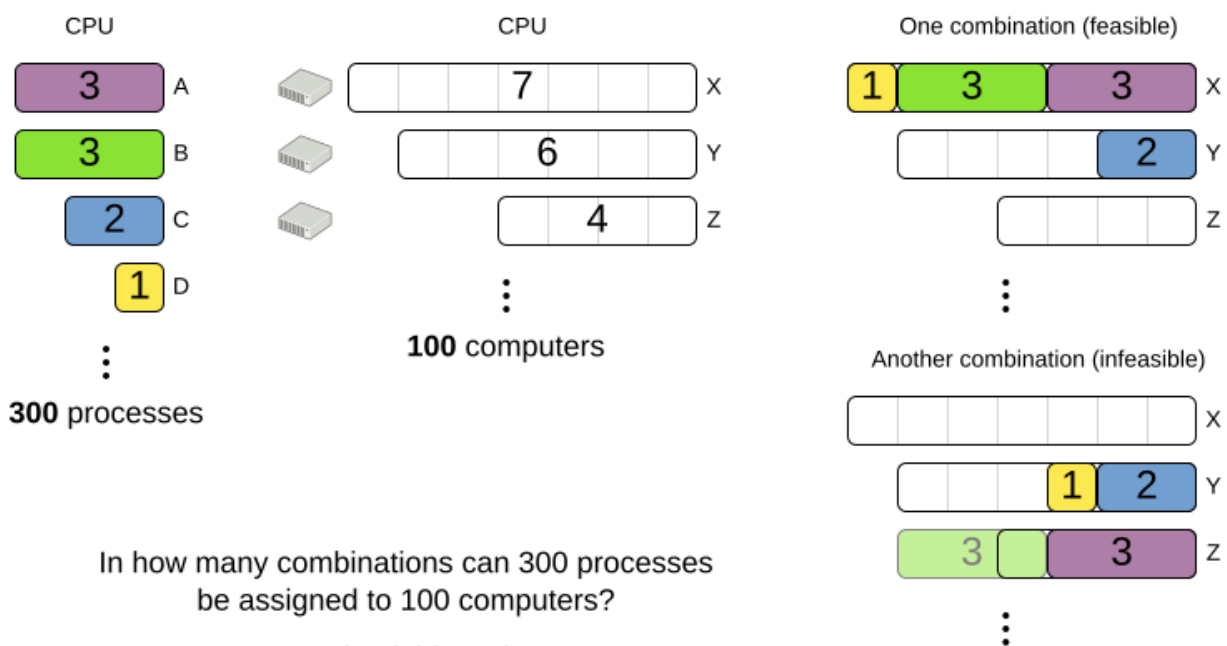 CPU
3 A
3 B
2 C
1 D
300 processes
CPU
7 X
6 Y
4 Z
100 computers
One combination (feasible)
1 3 3 X
2 Y
Z
Another combination (infeasible)
X
1 2 Y
3 3 Z
In how many combinations can 300 processes
be assigned to 100 computers?